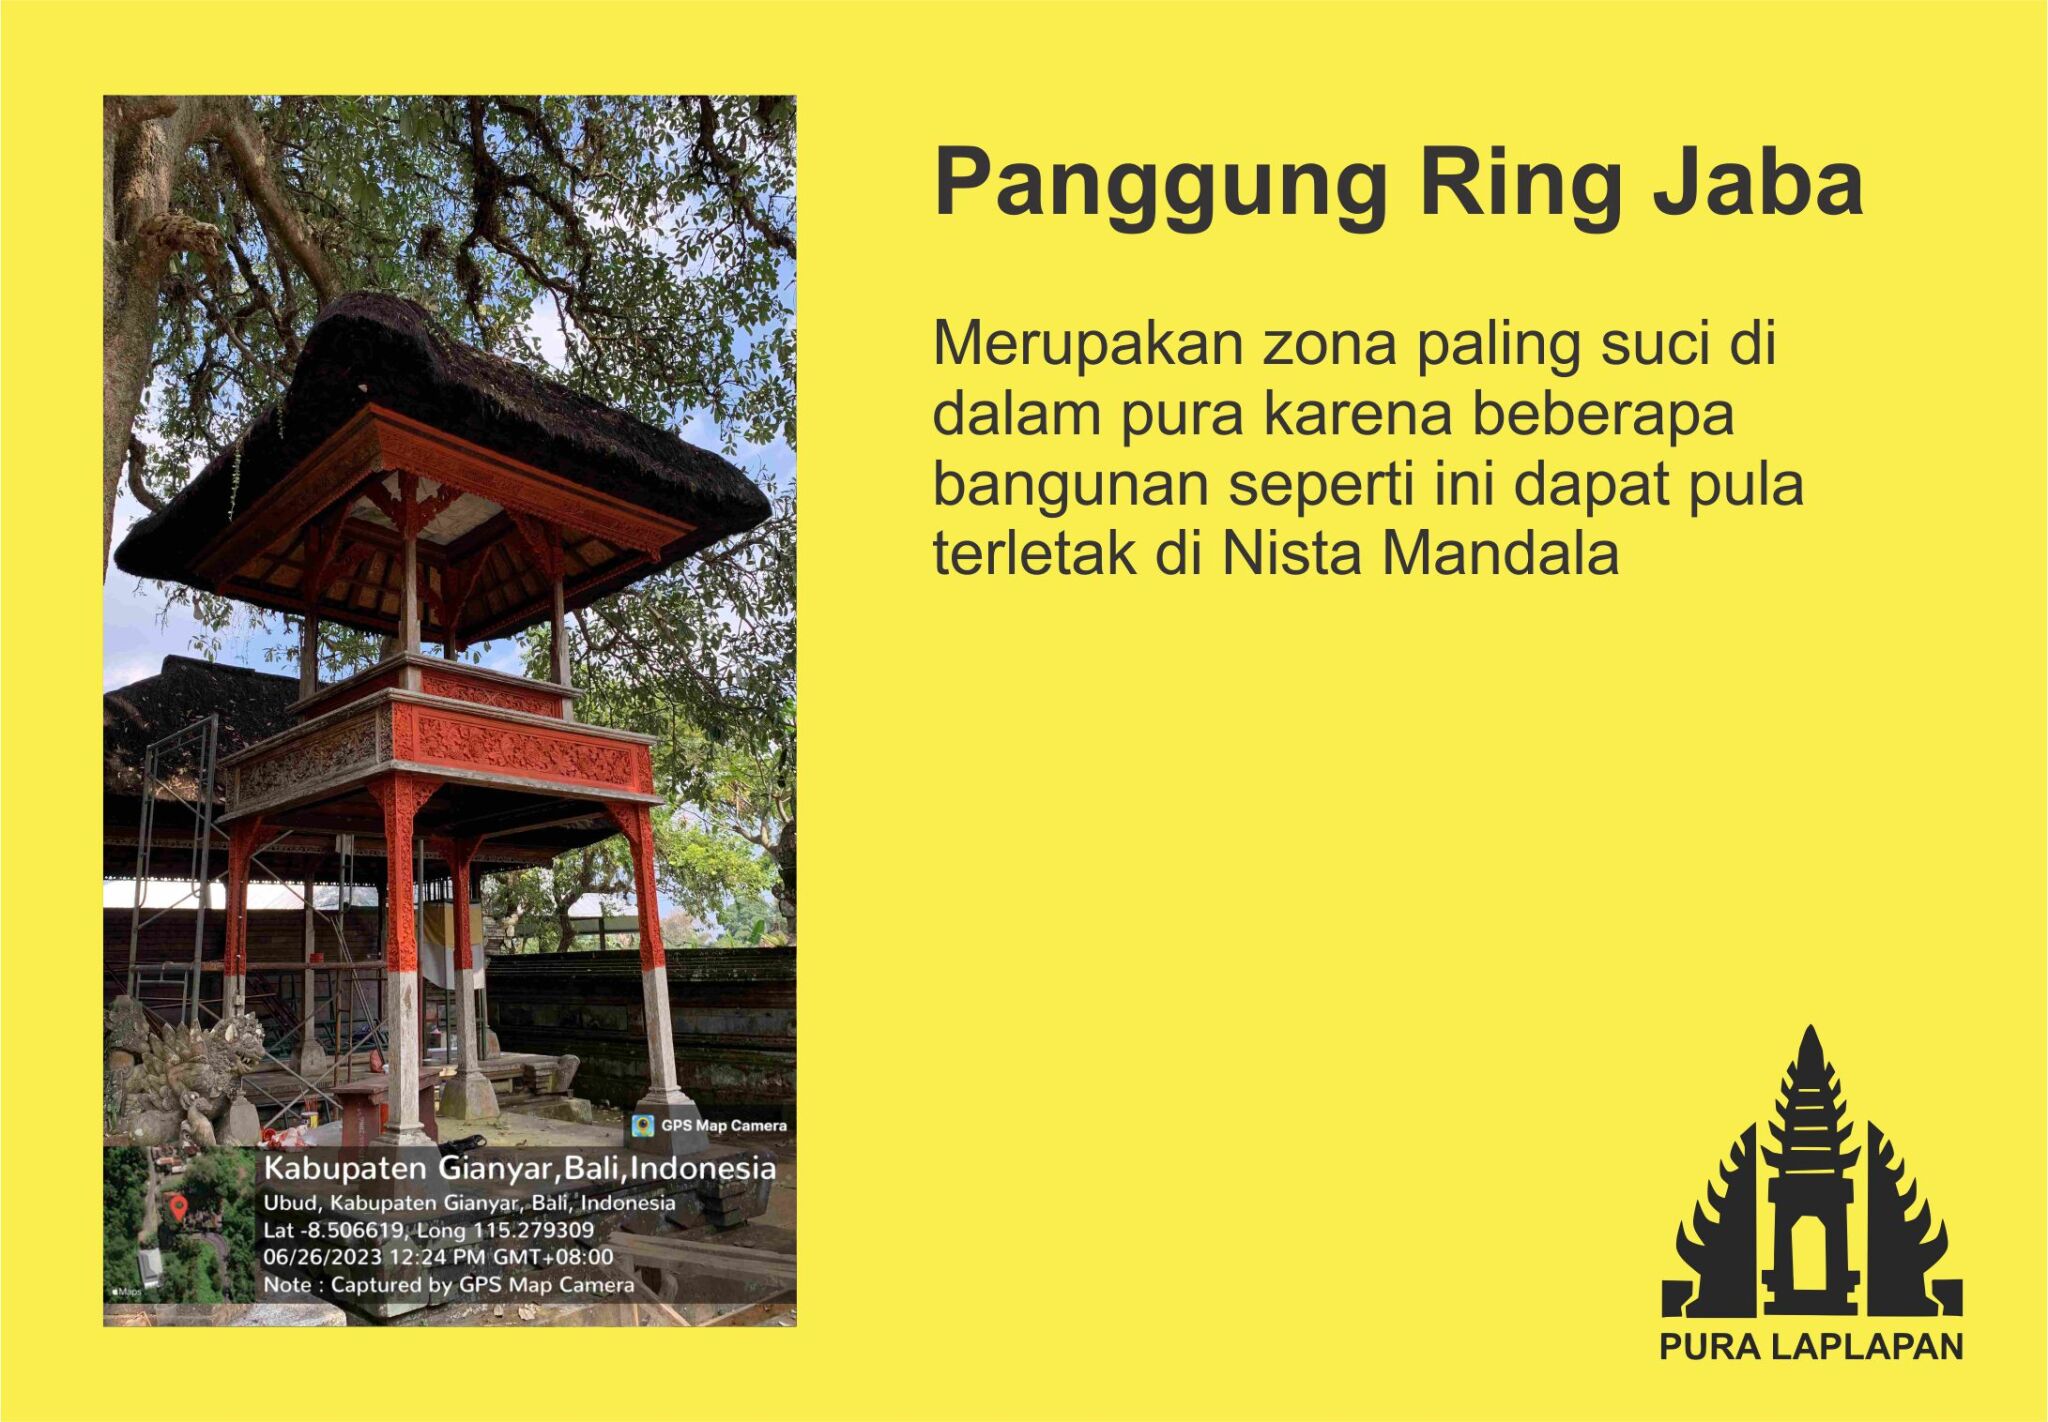 Panggung Ring Jaba
Merupakan zona paling suci di
dalam pura karena beberapa
bangunan seperti ini dapat pula
terletak di Nista Mandala
GPS Map Camera
Kabupaten Gianyar,Bali,Indonesia
Ubud, Kabupaten Gianyar, Bali, Indonesia
Lat -8.506619, Long 115.279309
06/26/2023 12:24 PM GMT+08:00
Note : Captured by GPS Map Camera
Maps
PURA LAPLAPAN